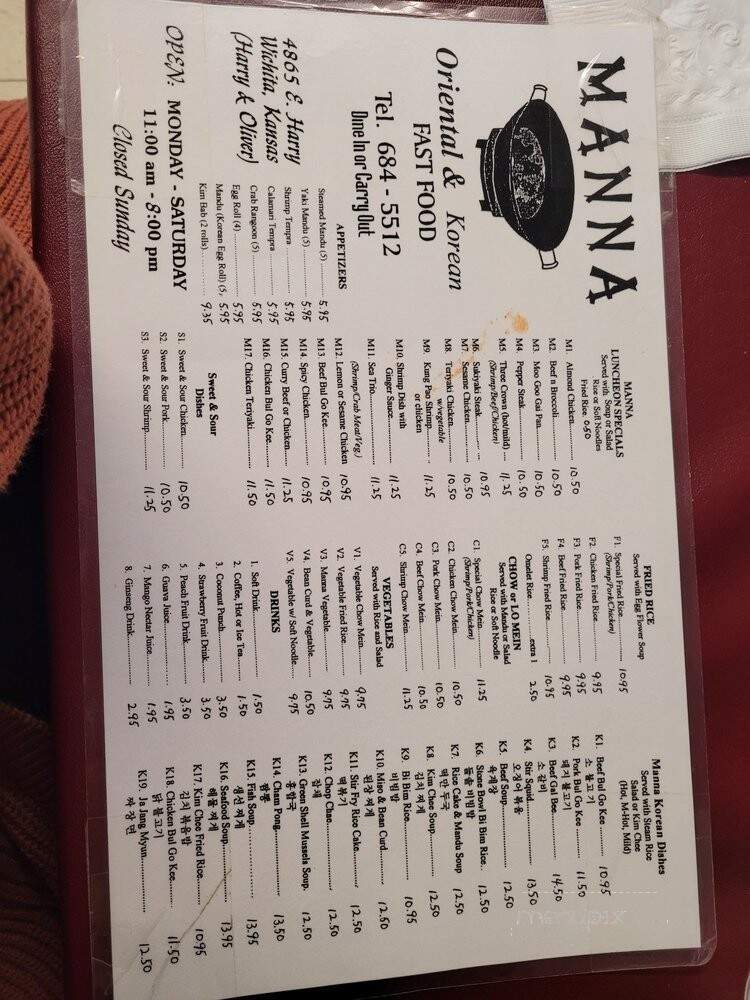 MANNA
Oriental & Korean
FAST FOOD
Tel. 684-5512
Dine In or Carry Out
4865 E. Harry
Wichita, Kansas
(Harry & Oliver)
OPEN: MONDAY - SATURDAY
11:00 am - 8:00 pm
Closed Sunday
APPETIZERS
Steamed Mandu (5) 5.95
Yaki Mandu (5) 5.95
Shrimp Tempra 5.95
Calamari Tempra 5.95
Crab Rangoon (5) 5.95
Egg Roll (4) 5.95
Mandu (Korean Egg Roll) (5) 5.95
Kim Bab (2 rolls) 9.35
MANNA
LUNCHEON SPECIALS
Served with Soup or Salad
Rice or Soft Noodles
Fried Rice .050
M1. Almond Chicken 10.50
M2. Beef n Broccoli 10.50
M3. Moo Goo Gai Pan 10.50
M4. Pepper Steak 10.50
M5. Three Crown (hot/mild) 11.25
(Shrimp/Beef/Chicken)
M6. Sukiyaki Steak 10.95
M7. Sesame Chicken 10.50
M8. Teriyaki Chicken 10.50
w/vegetable
M9. Kung Pao Shrimp 11.25
or chicken
M10. Shrimp Dish with
Ginger Sauce 11.25
M11. Sea Trio 11.25
(Shrimp/Crab Meat/Veg)
M12. Lemon or Sesame Chicken 10.95
M13. Beef Bul Go Kee 10.95
M14. Spicy Chicken 10.95
M15. Curry Beef or Chicken 11.25
M16. Chicken Bul Go Kee 11.50
M17. Chicken Teriyaki 11.50
Sweet & Sour
Dishes
S1. Sweet & Sour Chicken 10.50
S2. Sweet & Sour Pork 10.50
S3. Sweet & Sour Shrimp 11.25
FRIED RICE
Served with Egg Flower Soup
F1. Special Fried Rice 10.95
(Shrimp/Pork/Chicken)
F2. Chicken Fried Rice 9.95
F3. Pork Fried Rice 9.95
F4. Beef Fried Rice 9.95
F5. Shrimp Fried Rice 10.95
Omelet Rice extra 1 2.50
CHOW or LO MEIN
Served with Mandu or Salad
Rice & Soft Noodle
C1. Special Chow Mein 11.25
(Shrimp/Pork/Chicken)
C2. Chicken Chow Mein 10.50
C3. Pork Chow Mein 10.50
C4. Beef Chow Mein 10.50
C5. Shrimp Chow Mein 11.25
VEGETABLES
Served with Rice and Salad
V1. Vegetable Chow Mein 9.75
V2. Vegetable Fried Rice 9.75
V3. Manna Vegetable 9.75
V4. Bean Curd & Vegetable 10.50
V5. Vegetable w/ Soft Noodle 9.75
DRINKS
1. Soft Drink 1.50
2. Coffee, Hot or Ice Tea 1.50
3. Coconut Punch 3.50
4. Strawberry Fruit Drink 3.50
5. Peach Fruit Drink 3.50
6. Guava Juice 1.95
7. Mango Nectar Juice 1.95
8. Ginseng Drink 2.95
Manna Korean Dishes
Served with Steam Rice
Salad or Kim Chee
(Hot, M-Hot, Mild)
K1. Beef Bul Go Kee 10.95
소 불고기
K2. Pork Bul Go Kee 11.50
돼지 불고기
K3. Beef Gal Bee 14.50
소 갈비
K4. Stir Squid 13.50
오징어 볶음
K5. Beef Soup 12.50
육개장
K6. Stone Bowl Bi Bim Rice 12.50
돌솥 비빔밥
K7. Rice Cake & Mandu Soup 12.50
떡만두국
K8. Kim Chee Soup 12.50
김치 찌개
K9. Bi Bim Rice 10.95
비빔밥
K10. Miso & Bean Curd 12.50
된장 찌개
K11. Stir Fry Rice Cake 12.50
떡볶기
K12. Chop Chae 12.50
잡채
K13. Green Shell Mussels Soup 12.50
홍합국
K14. Cham Pong 13.50
짬뽕
K15. Fish Soup 13.95
생선 찌개
K16. Seafood Soup 13.95
해물 찌개
K17. Kim Chee Fried Rice 10.95
김치 볶음밥
K18. Chicken Bul Go Kee 11.50
닭 불고기
K19. Ja Jang Myun 12.50
짜장면